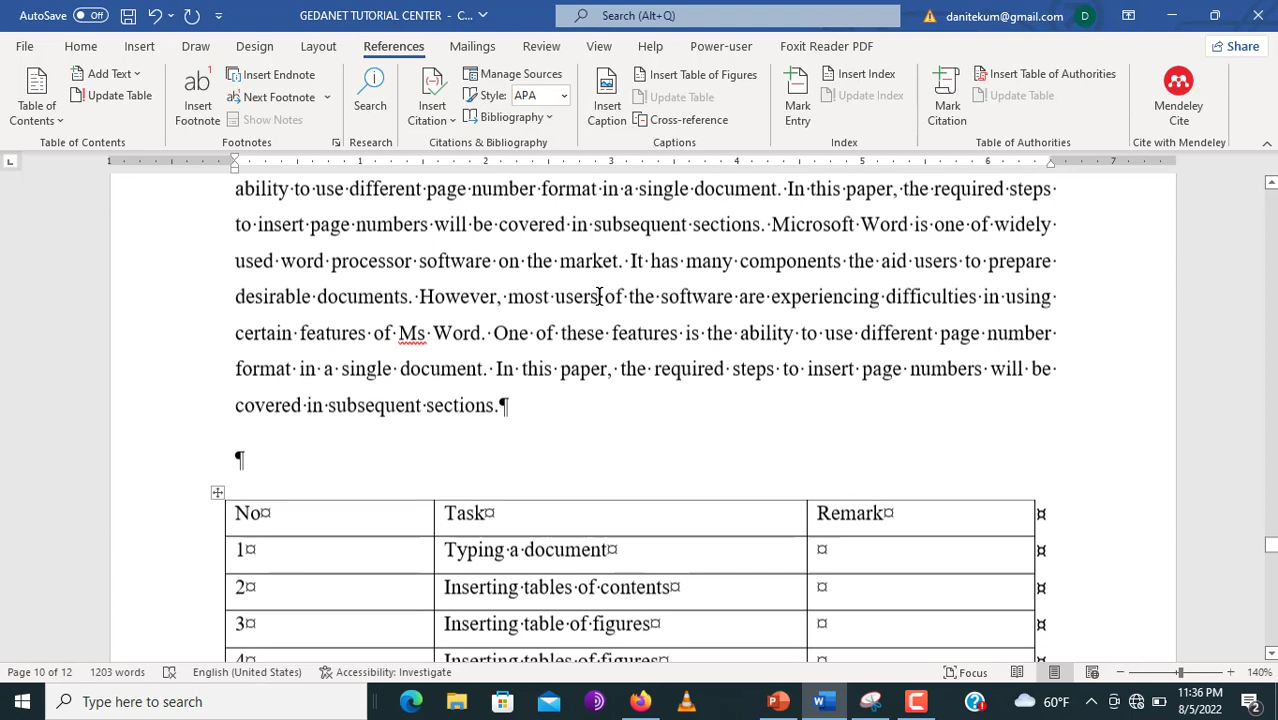 AutoSave Off GEDANET TUTORIAL CENTER - C... Search (Alt+Q) danitekum@gmail.com D
File Home Insert Draw Design Layout References Mailings Review View Help Power-user Foxit Reader PDF Share
Table of Contents Add Text Update Table
Table of Contents
ab Insert Footnote Insert Endnote Next Footnote Show Notes
Footnotes
Search
Research
Insert Citation Manage Sources Style: APA Bibliography
Citations & Bibliography
Insert Caption Insert Table of Figures Update Table Cross-reference
Captions
Mark Entry Insert Index Update Index
Index
Mark Citation Insert Table of Authorities Update Table
Table of Authorities
Mendeley Cite
Cite with Mendeley
1 1 2 3 4 5 6 7
ability·to·use·different·page·number·format·in·a·single·document.·In·this·paper,·the·required·steps·
to·insert·page·numbers·will·be·covered·in·subsequent·sections.·Microsoft·Word·is·one·of·widely·
used·word·processor·software·on·the·market.·It·has·many·components·the·aid·users·to·prepare·
desirable·documents.·However,·most·users·of·the·software·are·experiencing·difficulties·in·using·
certain·features·of·Ms·Word.·One·of·these·features·is·the·ability·to·use·different·page·number·
format·in·a·single·document.·In·this·paper,·the·required·steps·to·insert·page·numbers·will·be·
covered·in·subsequent·sections.¶
¶
No¤ Task¤ Remark¤ ¤
1¤ Typing·a·document¤ ¤ ¤
2¤ Inserting·tables·of·contents¤ ¤ ¤
3¤ Inserting·table·of·figures¤ ¤ ¤
4¤ Inserting·tables·of·figures¤ ¤ ¤
Page 10 of 12 1203 words English (United States) Accessibility: Investigate Focus 140%
Type here to search 60°F 11:36 PM
8/5/2022 2